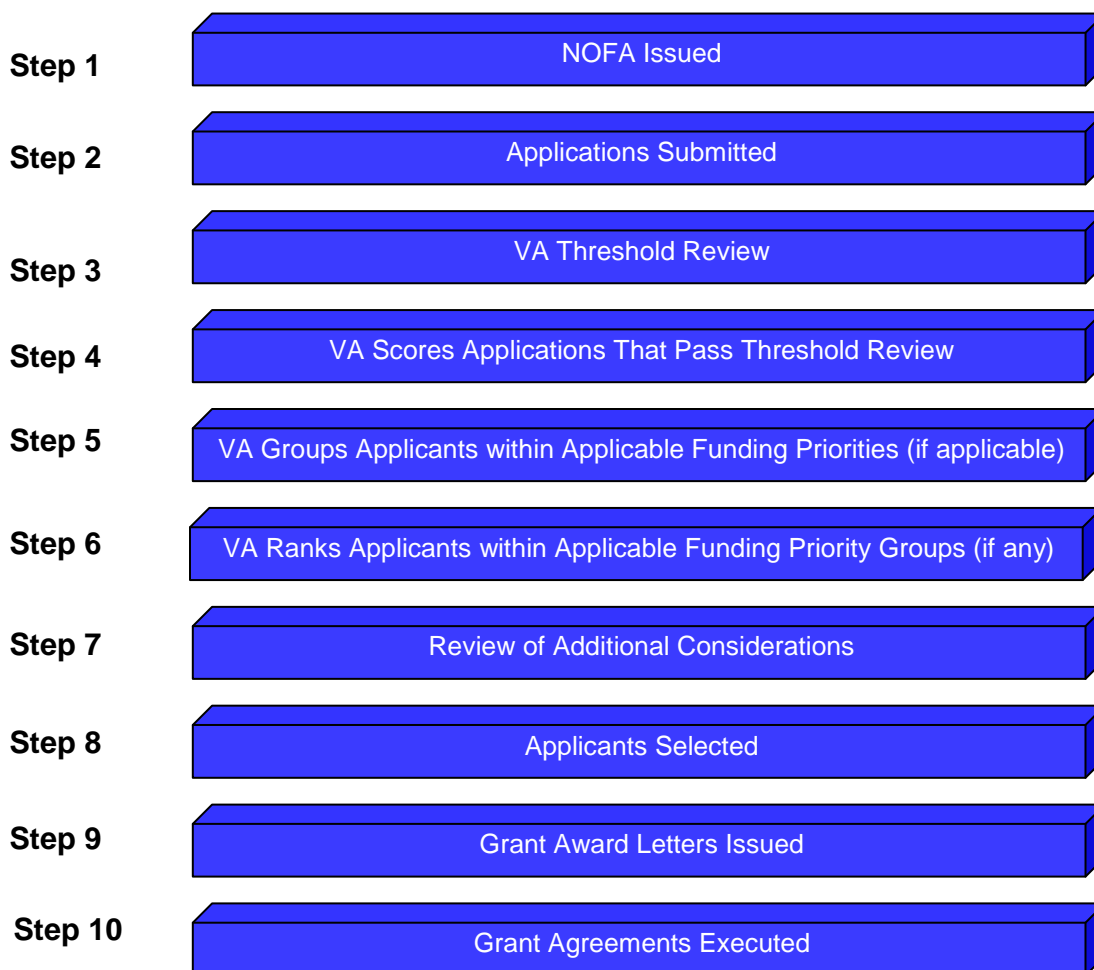 Step 1
NOFA Issued
Step 2
Applications Submitted
Step 3
VA Threshold Review
Step 4
VA Scores Applications That Pass Threshold Review
Step 5
VA Groups Applicants within Applicable Funding Priorities (if applicable)
Step 6
VA Ranks Applicants within Applicable Funding Priority Groups (if any)
Step 7
Review of Additional Considerations
Step 8
Applicants Selected
Step 9
Grant Award Letters Issued
Step 10
Grant Agreements Executed